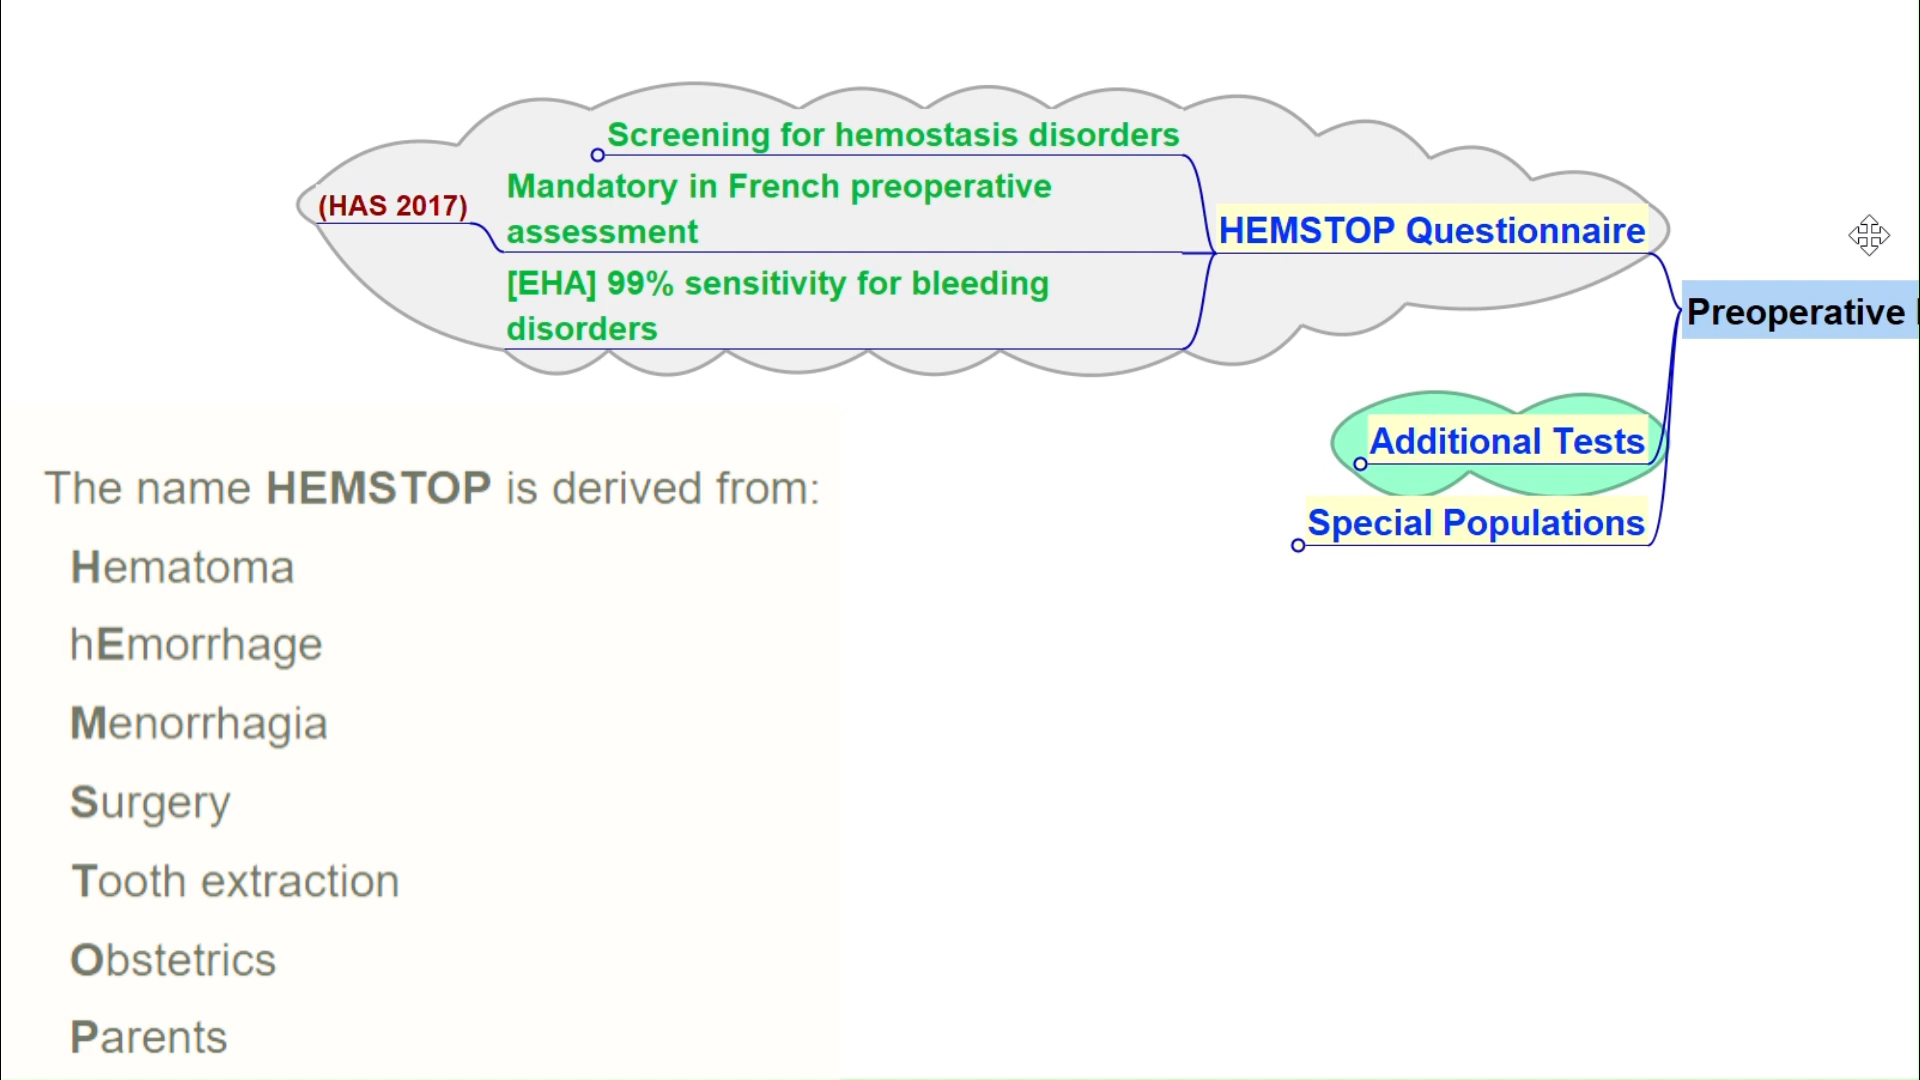 Screening for hemostasis disorders
Mandatory in French preoperative
assessment
(HAS 2017)
[EHA] 99% sensitivity for bleeding
disorders
HEMSTOP Questionnaire
Preoperative
Additional Tests
Special Populations
The name HEMSTOP is derived from:
Hematoma
hEmorrhage
Menorrhagia
Surgery
Tooth extraction
Obstetrics
Parents